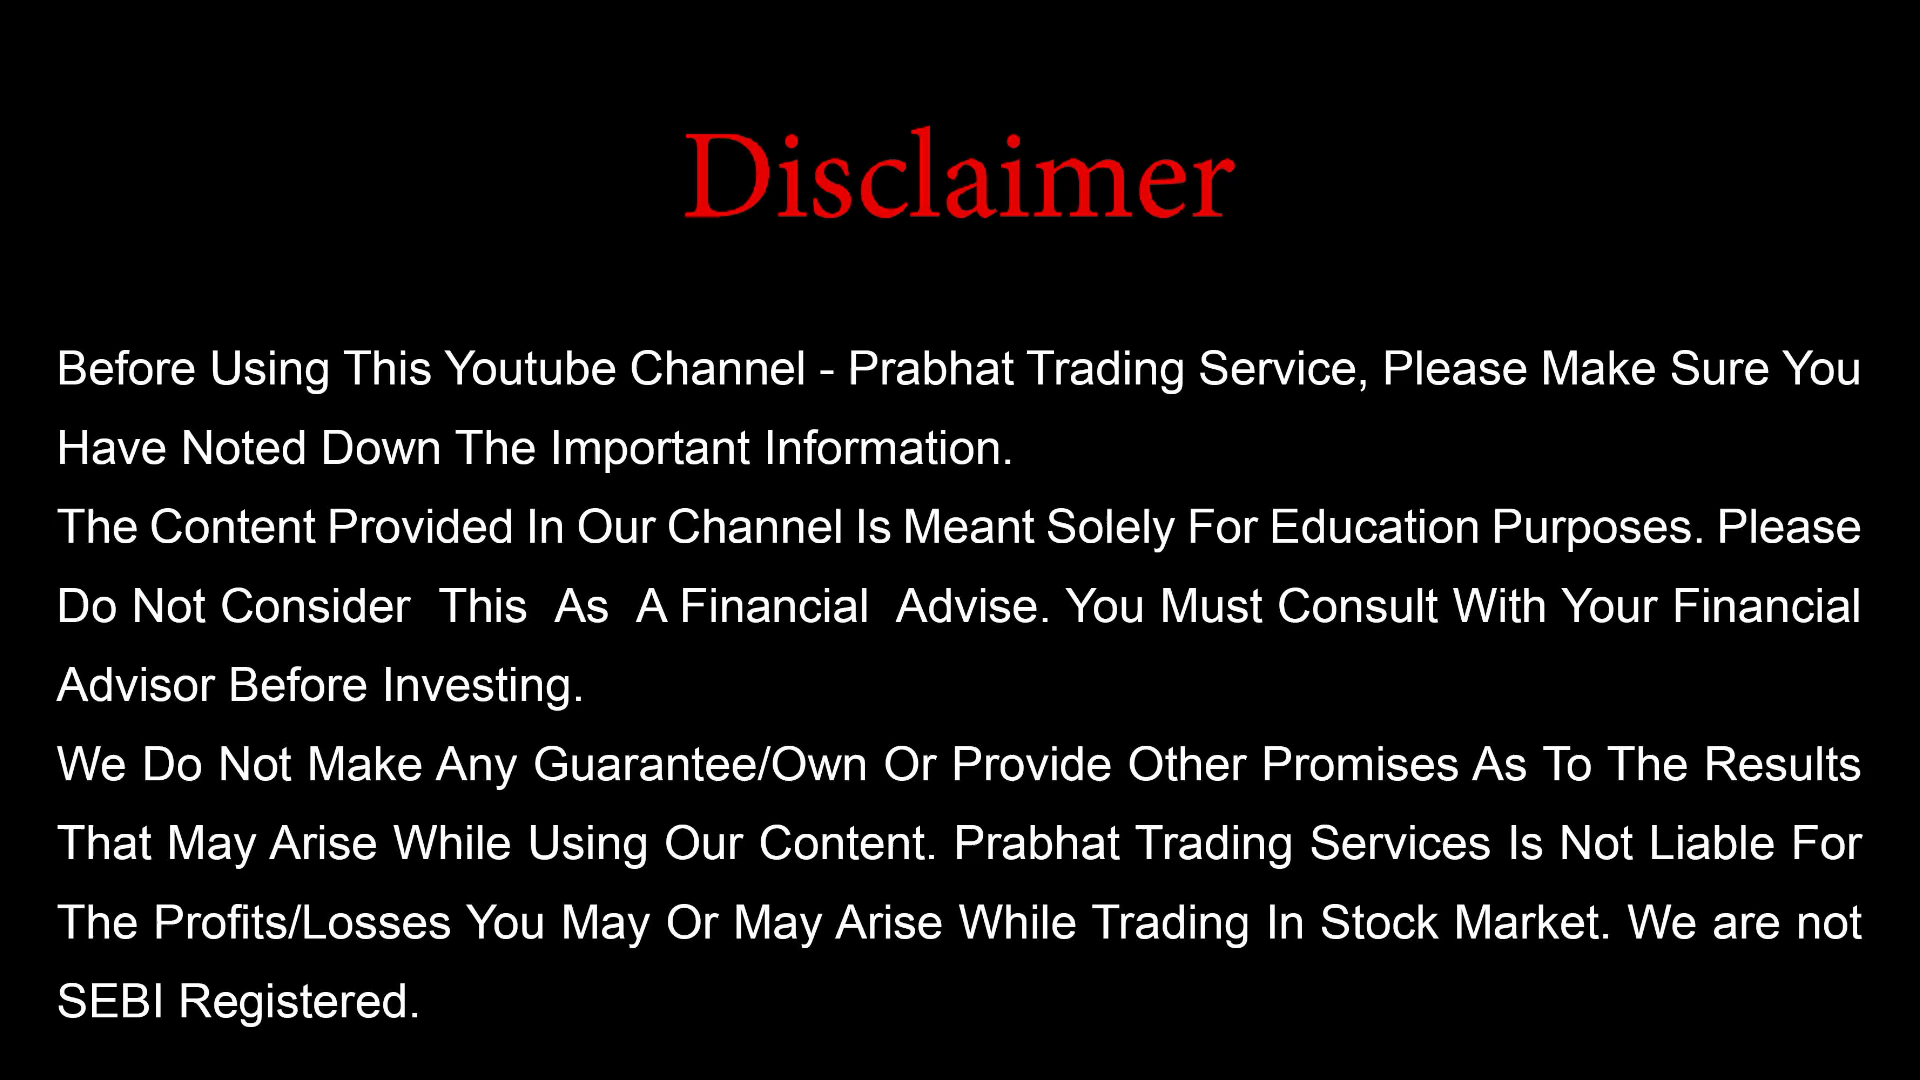 Disclaimer
Before Using This Youtube Channel - Prabhat Trading Service, Please Make Sure You
Have Noted Down The Important Information.
The Content Provided In Our Channel Is Meant Solely For Education Purposes. Please
Do Not Consider This As A Financial Advise. You Must Consult With Your Financial
Advisor Before Investing.
We Do Not Make Any Guarantee/Own Or Provide Other Promises As To The Results
That May Arise While Using Our Content. Prabhat Trading Services Is Not Liable For
The Profits/Losses You May Or May Arise While Trading In Stock Market. We are not
SEBI Registered.